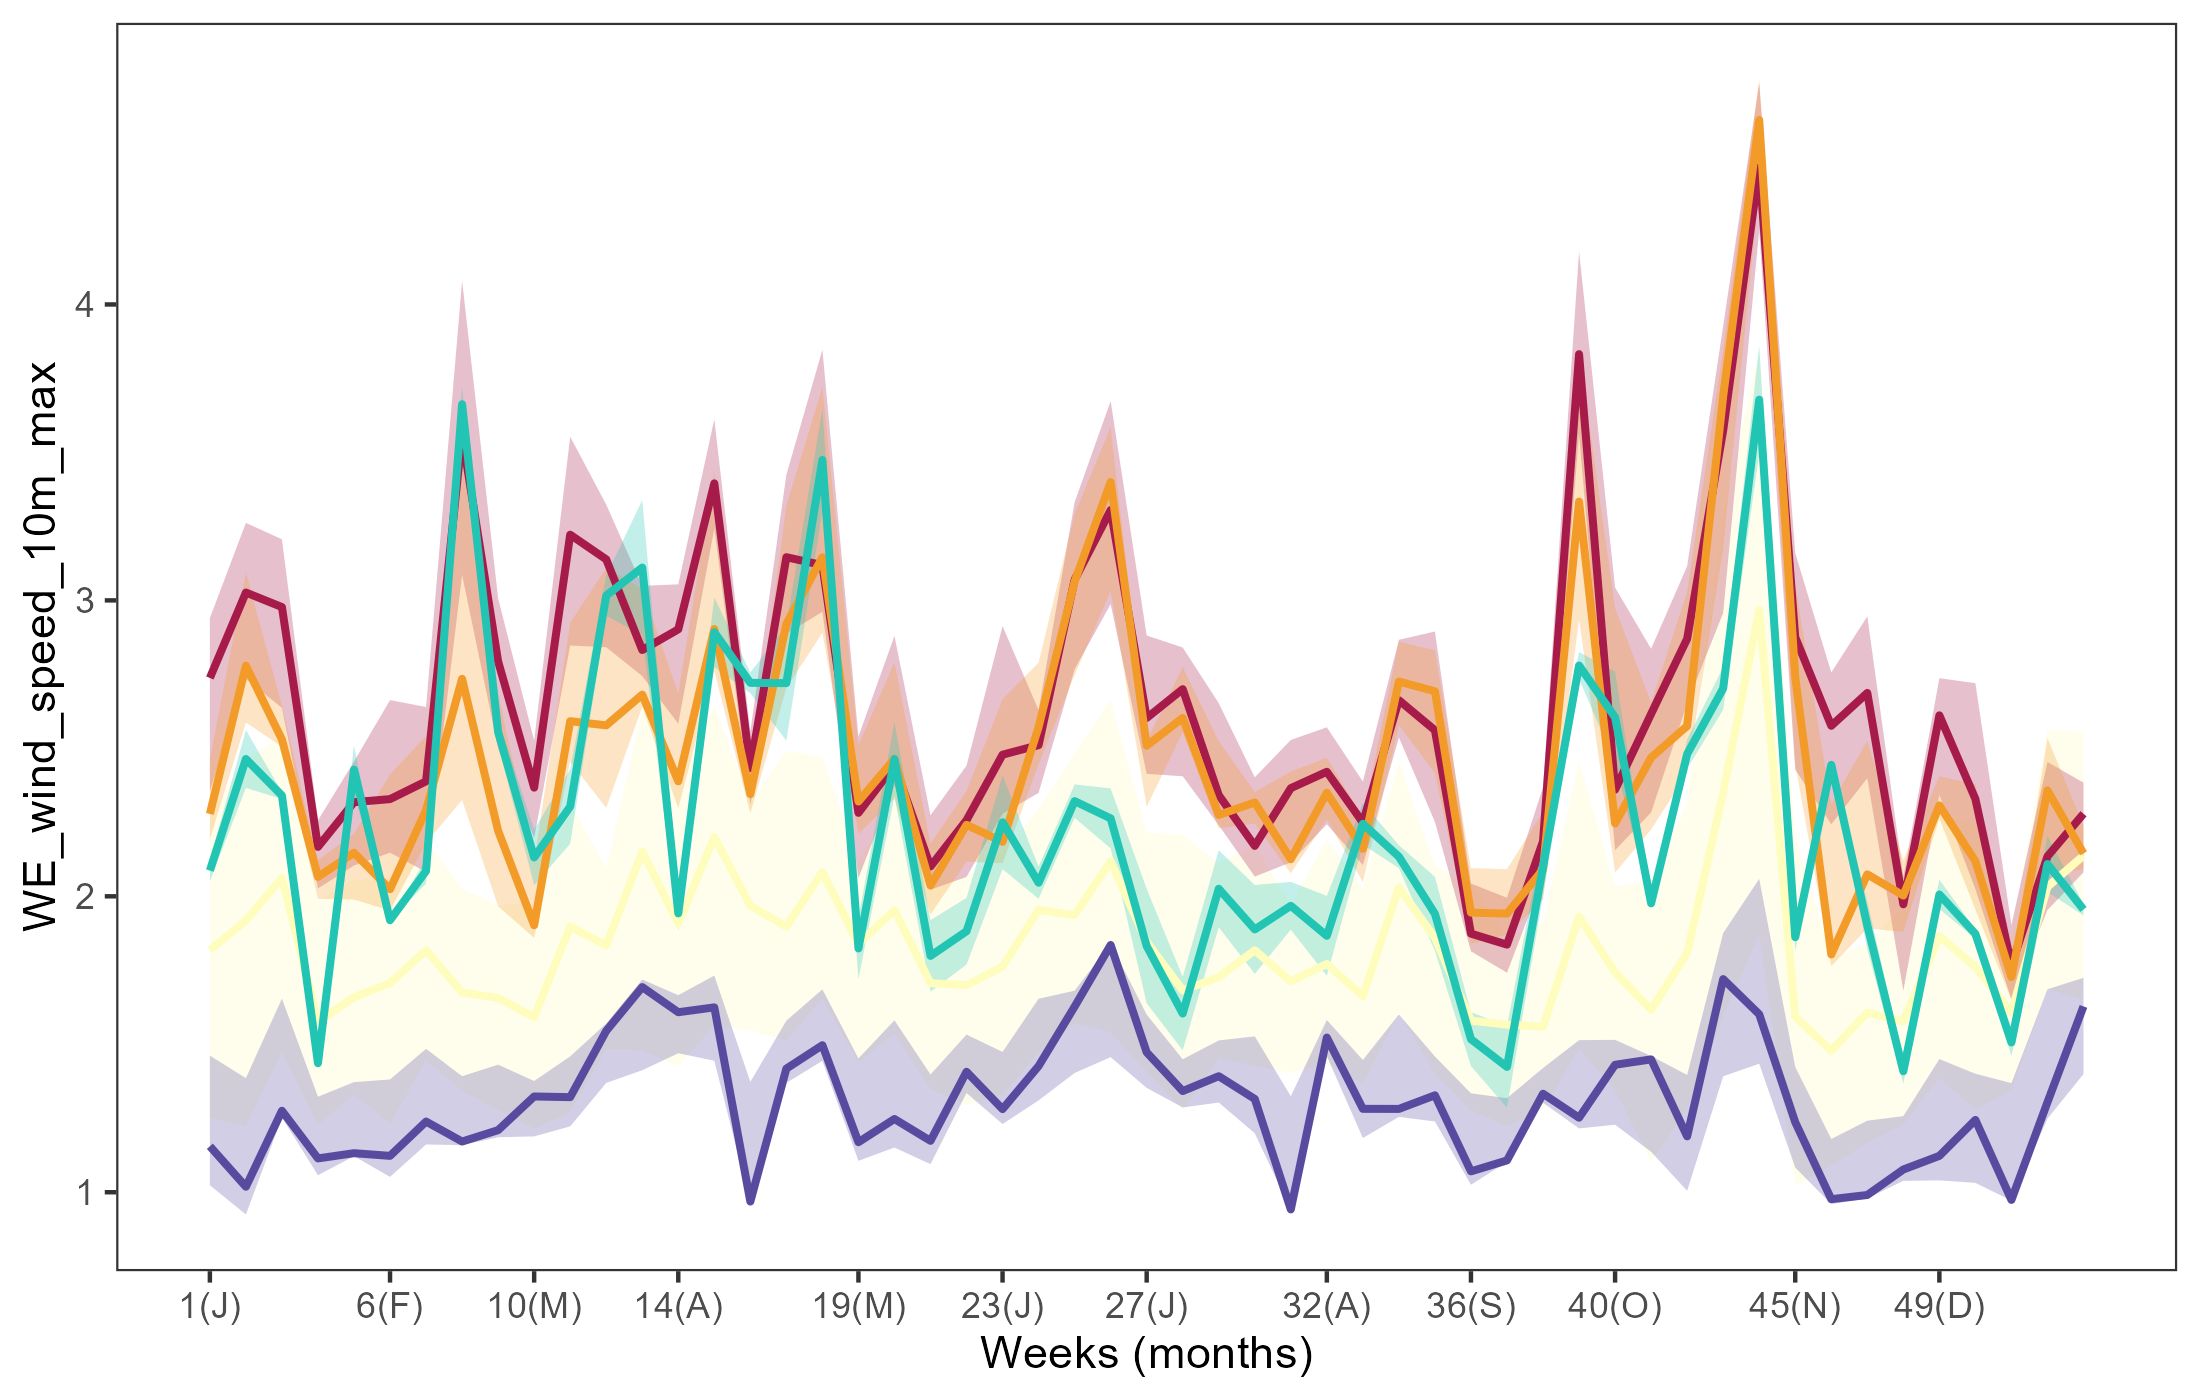 WE_wind_speed_10m_max
4
3
2
1
1(J) 6(F) 10(M) 14(A) 19(M) 23(J) 27(J) 32(A) 36(S) 40(O) 45(N) 49(D)
Weeks (months)